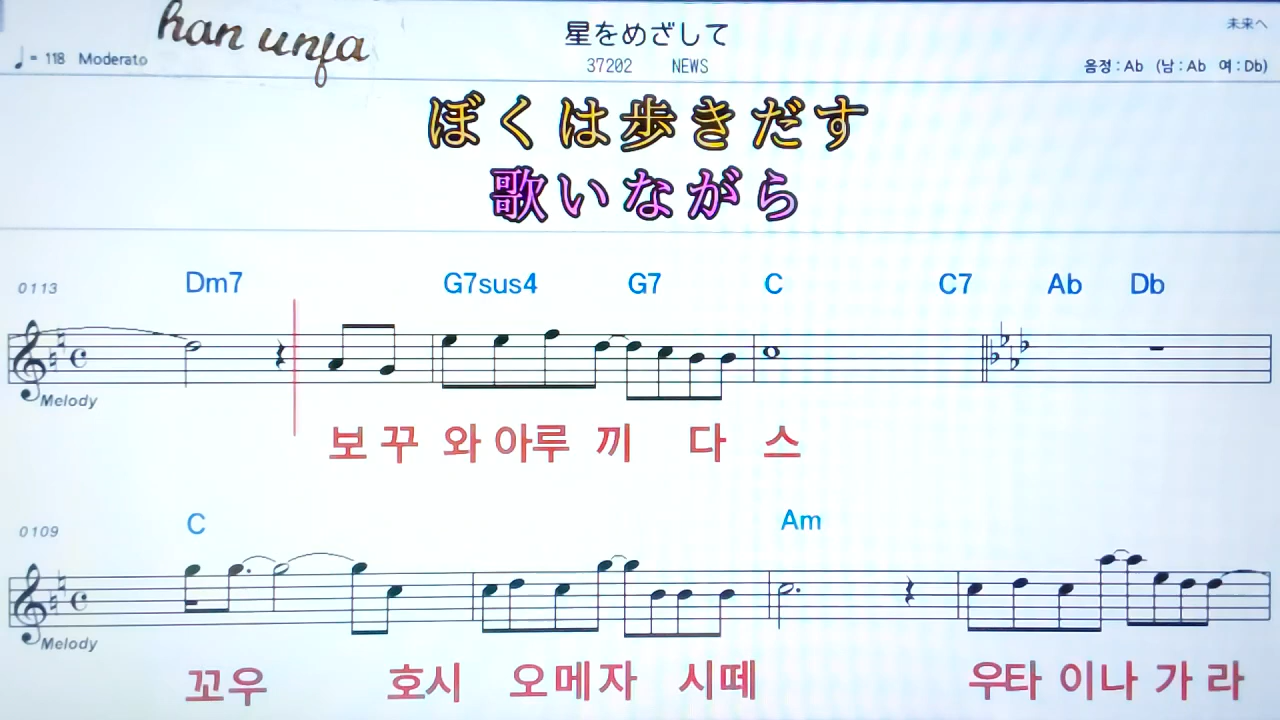 han unja
星をめざして
未来へ
♩= 118 Moderato
37202 NEWS
음정 : Ab (남 : Ab 여 : Db)
ぼくは歩きだす
歌いながら
0113 Dm7 G7sus4 G7 C C7 Ab Db
Melody
보 꾸 와 아루 끼 다 스
0109 C Am
Melody
꼬우 호시 오 메 자 시떼 우타 이나 가 라